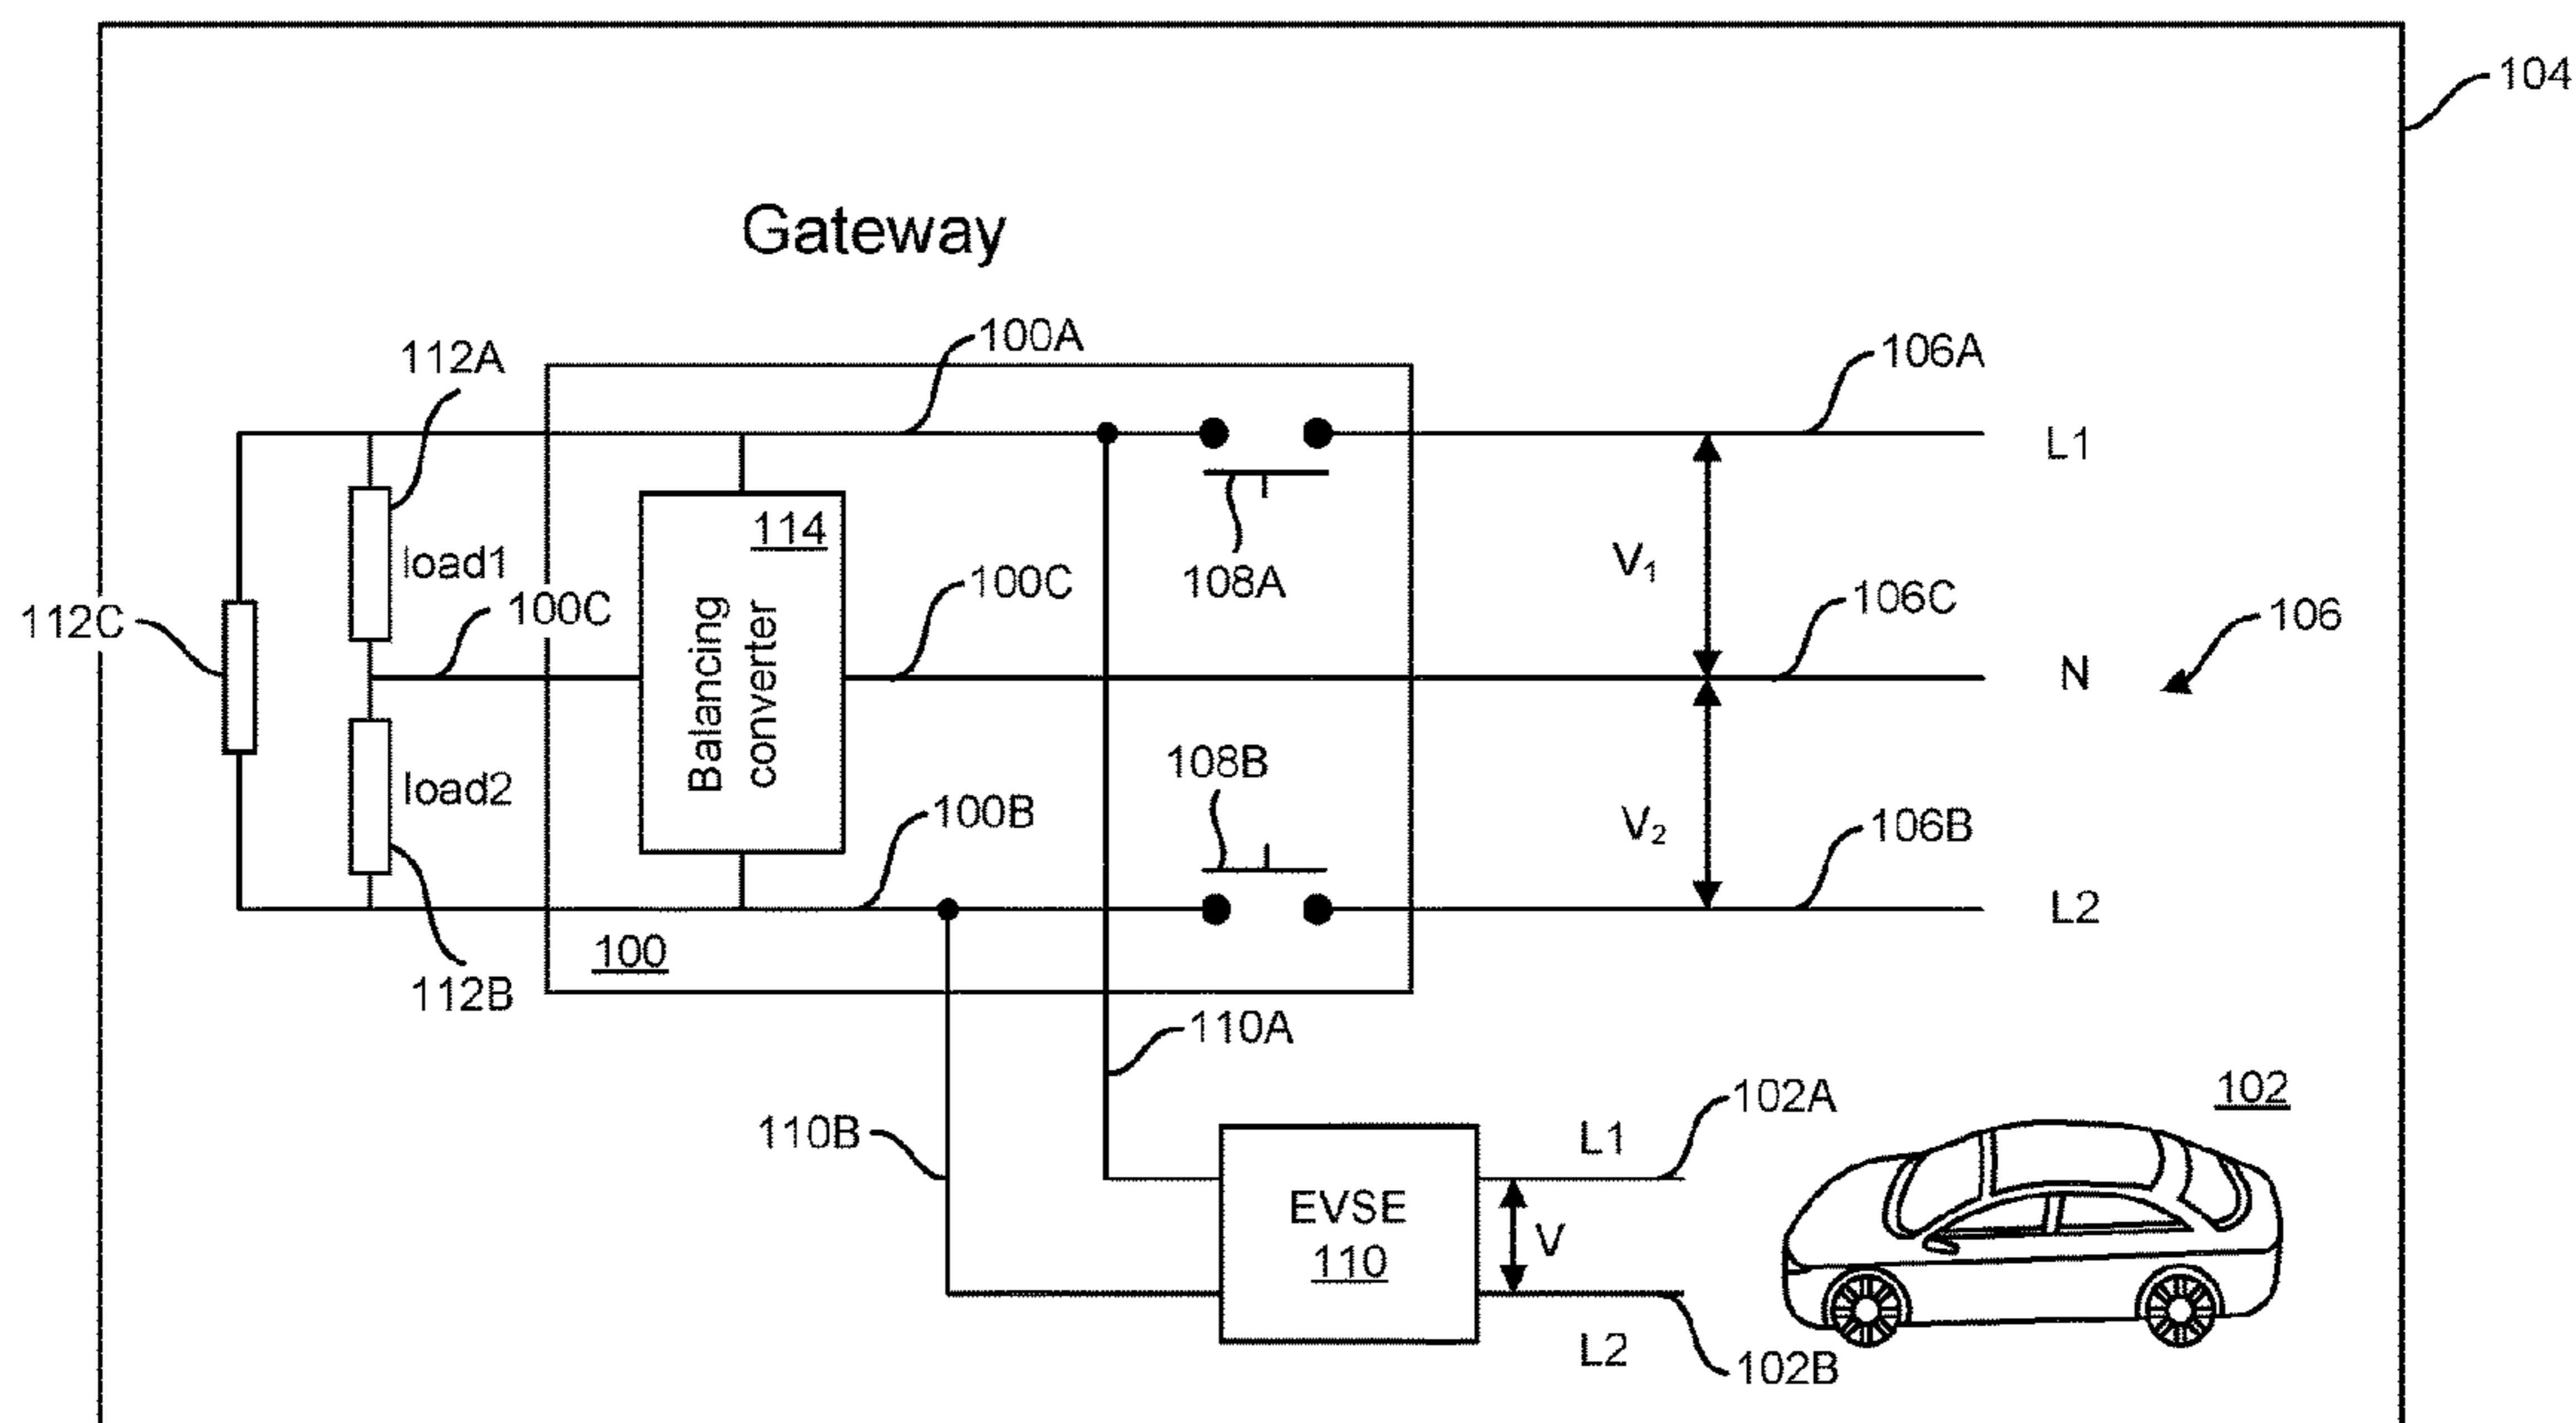 104
Gateway
100A
106A
112A
L1
114
load1
V₁
108A
100C
100C
106C
106
112C
Balancing
converter
N
108B
load2
100B
V₂
106B
L2
100
112B
110A
102A
102
110B
L1
EVSE
110
V
L2
102B